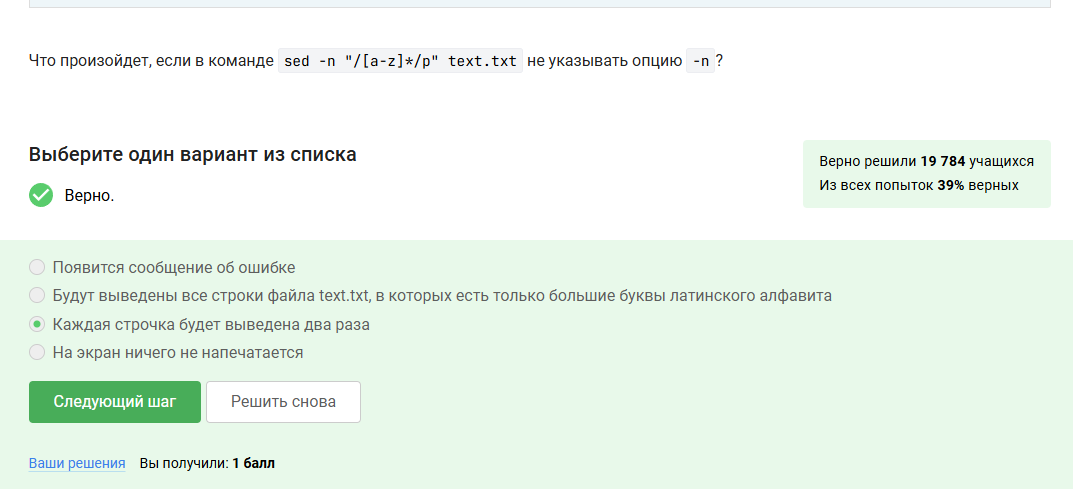 Что произойдет, если в команде sed -n "/[a-z]*/p" text.txt не указывать опцию -n?
Выберите один вариант из списка
Верно.
Верно решили 19 784 учащихся
Из всех попыток 39% верных
Появится сообщение об ошибке
Будут выведены все строки файла text.txt, в которых есть только большие буквы латинского алфавита
Каждая строчка будет выведена два раза
На экран ничего не напечатается
Следующий шаг
Решить снова
Ваши решения Вы получили: 1 балл